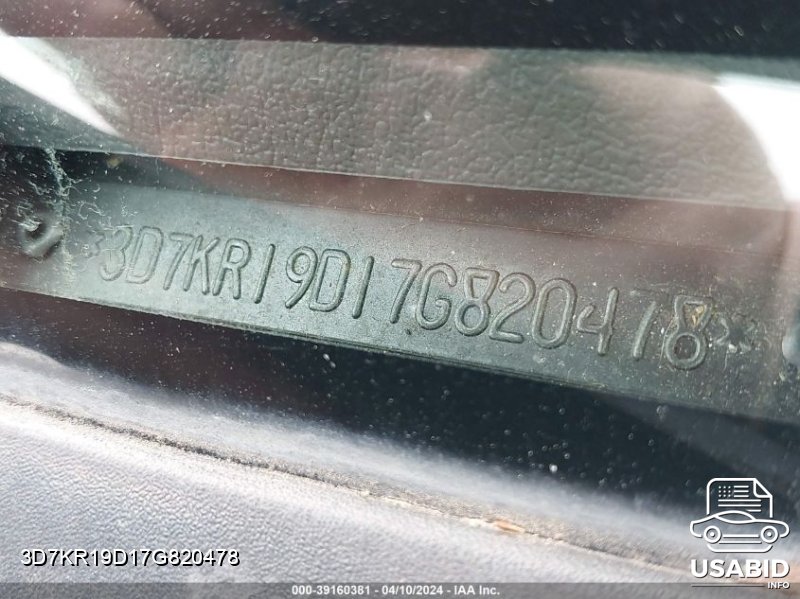 *3D7KR19D17G820478*
3D7KR19D17G820478
000-39160381 - 04/10/2024 - IAA Inc.
USABID
INFO